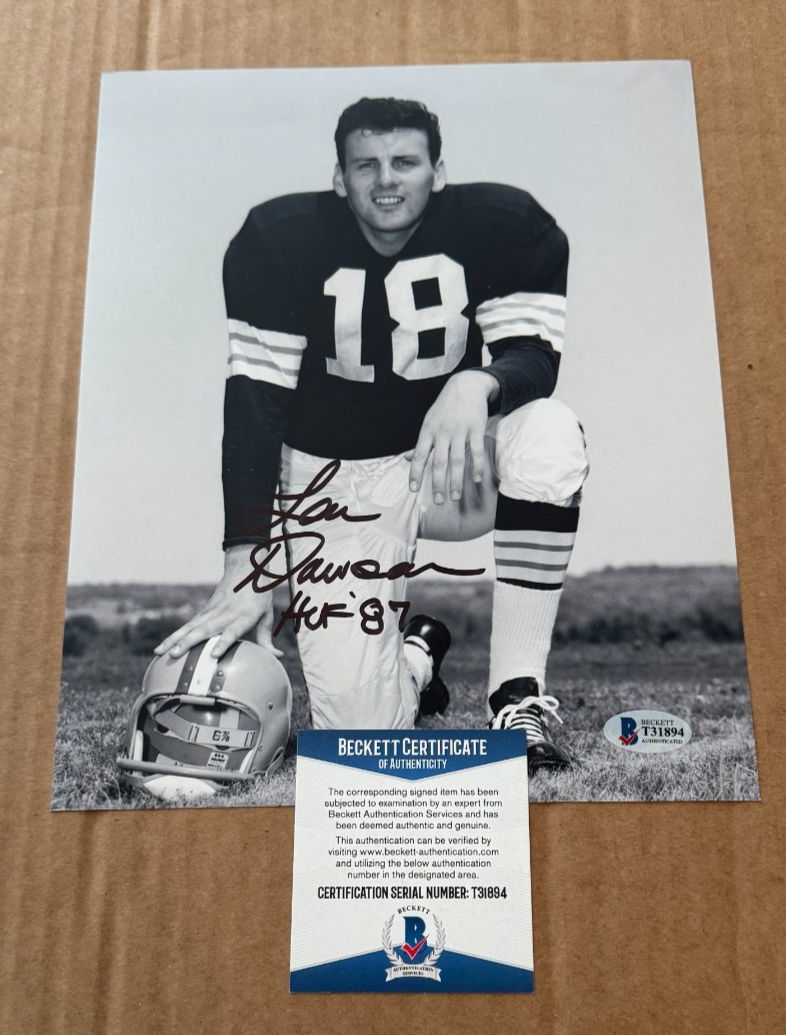 18
Len
Dawson
HOF '87
6⅞
BECKETT
T31894
AUTHENTICATED
BECKETT CERTIFICATE
OF AUTHENTICITY
The corresponding signed item has been
subjected to examination by an expert from
Beckett Authentication Services and has
been deemed authentic and genuine.
This authentication can be verified by
visiting www.beckett-authentication.com
and utilizing the below authentication
number in the designated area.
CERTIFICATION SERIAL NUMBER: T31894
BECKETT
B
AUTHENTICATION
SERVICES